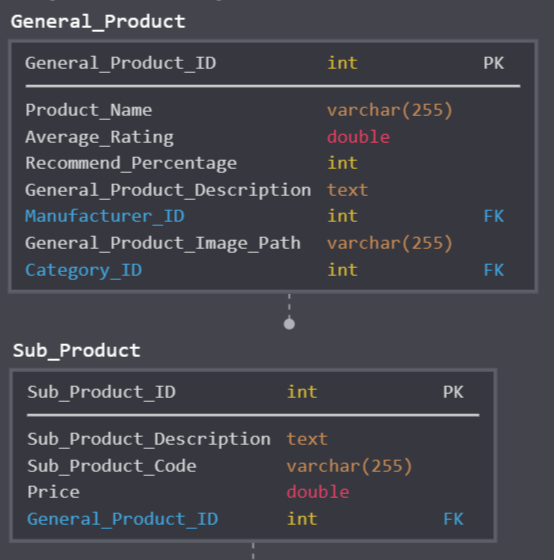 General_Product
General_Product_ID int PK
Product_Name varchar(255)
Average_Rating double
Recommend_Percentage int
General_Product_Description text
Manufacturer_ID int FK
General_Product_Image_Path varchar(255)
Category_ID int FK
Sub_Product
Sub_Product_ID int PK
Sub_Product_Description text
Sub_Product_Code varchar(255)
Price double
General_Product_ID int FK